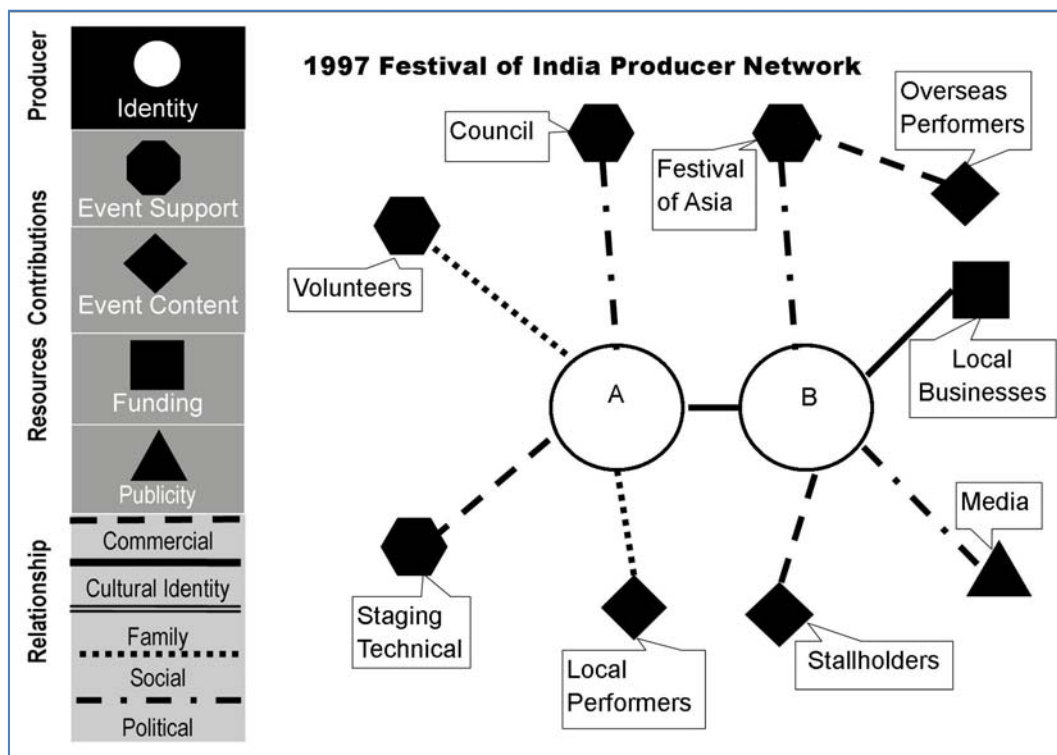 Producer
Identity
Resources Contributions
Event Support
Event Content
Funding
Publicity
Relationship
Commercial
Cultural Identity
Family
Social
Political
1997 Festival of India Producer Network
Council
Festival
of Asia
Overseas
Performers
Volunteers
Local
Businesses
A
B
Media
Staging
Technical
Local
Performers
Stallholders